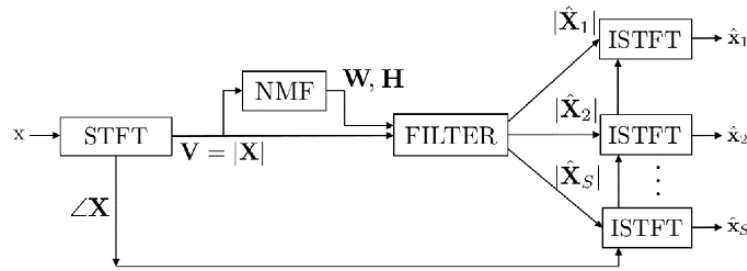 |X̂₁|
ISTFT
x̂₁
NMF
W, H
|X̂₂|
x
STFT
V = |X|
FILTER
ISTFT
x̂₂
|X̂_S|
⋮
∠X
ISTFT
x̂_S